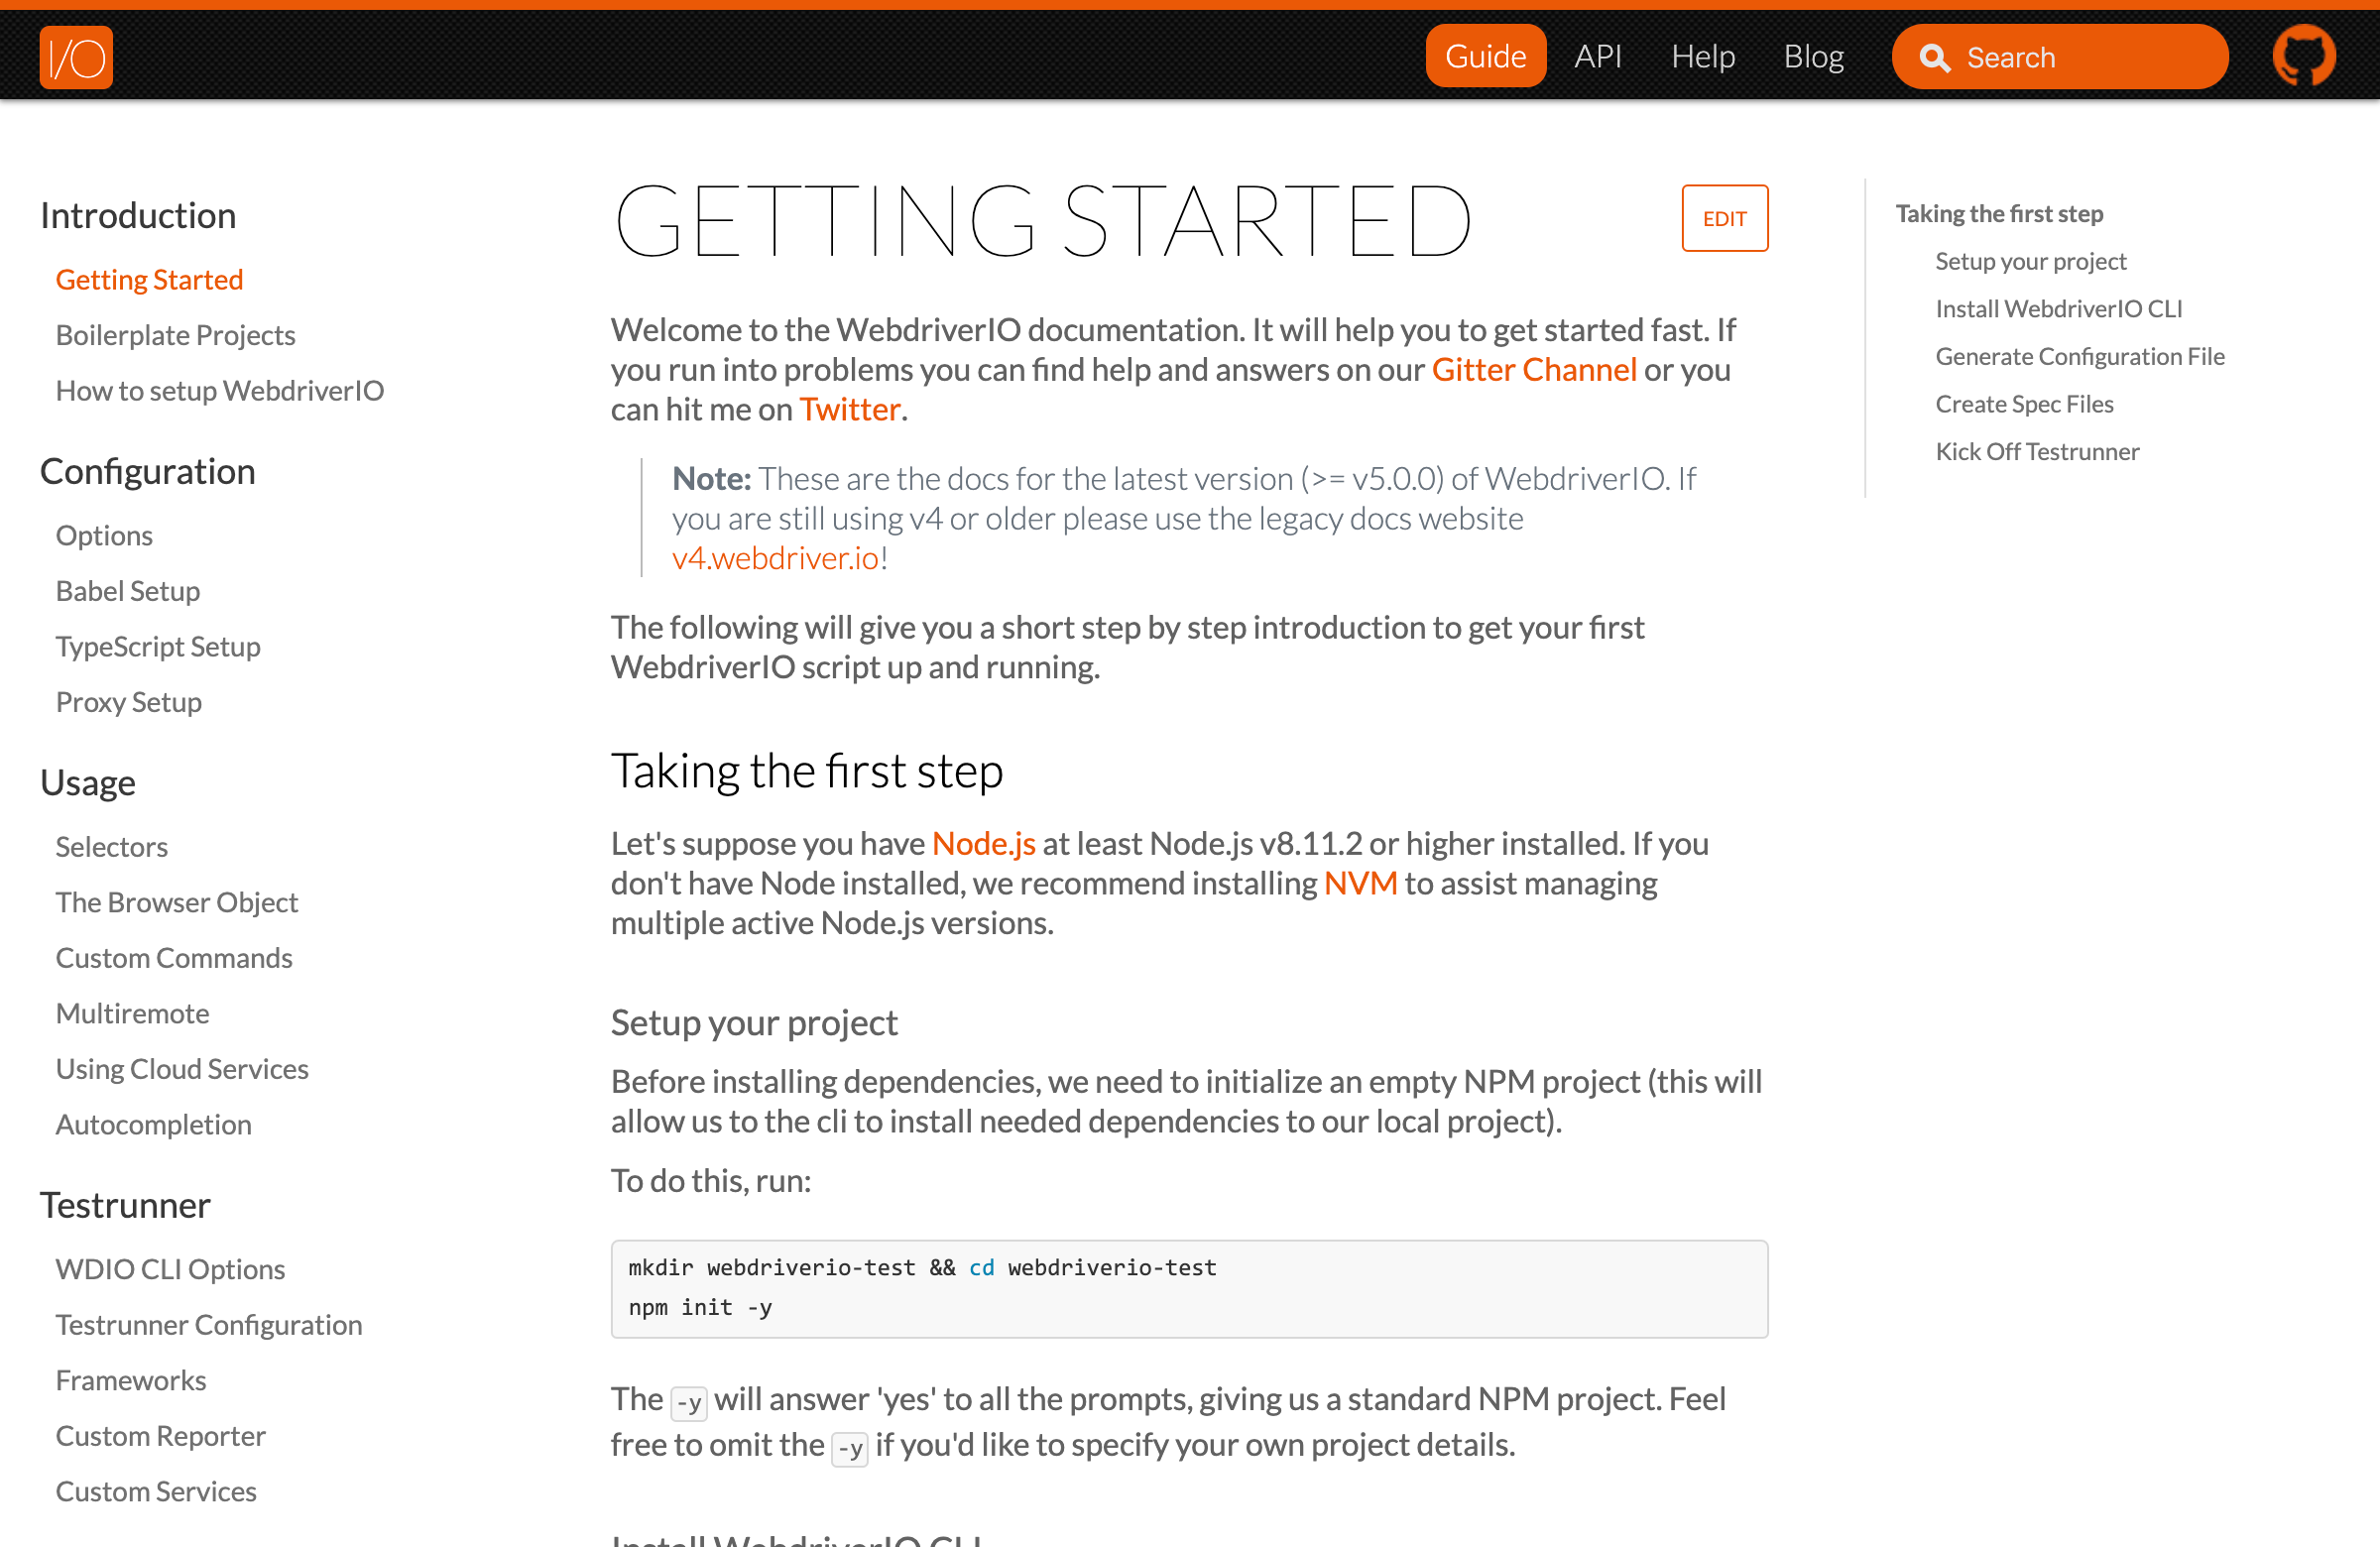 I/O
Guide API Help Blog Search
Introduction
Getting Started
Boilerplate Projects
How to setup WebdriverIO
Configuration
Options
Babel Setup
TypeScript Setup
Proxy Setup
Usage
Selectors
The Browser Object
Custom Commands
Multiremote
Using Cloud Services
Autocompletion
Testrunner
WDIO CLI Options
Testrunner Configuration
Frameworks
Custom Reporter
Custom Services
GETTING STARTED
EDIT
Welcome to the WebdriverIO documentation. It will help you to get started fast. If
you run into problems you can find help and answers on our Gitter Channel or you
can hit me on Twitter.
Note: These are the docs for the latest version (>= v5.0.0) of WebdriverIO. If
you are still using v4 or older please use the legacy docs website
v4.webdriver.io!
The following will give you a short step by step introduction to get your first
WebdriverIO script up and running.
Taking the first step
Let's suppose you have Node.js at least Node.js v8.11.2 or higher installed. If you
don't have Node installed, we recommend installing NVM to assist managing
multiple active Node.js versions.
Setup your project
Before installing dependencies, we need to initialize an empty NPM project (this will
allow us to the cli to install needed dependencies to our local project).
To do this, run:
mkdir webdriverio-test && cd webdriverio-test
npm init -y
The -y will answer 'yes' to all the prompts, giving us a standard NPM project. Feel
free to omit the -y if you'd like to specify your own project details.
Install WebdriverIO CLI
Taking the first step
Setup your project
Install WebdriverIO CLI
Generate Configuration File
Create Spec Files
Kick Off Testrunner